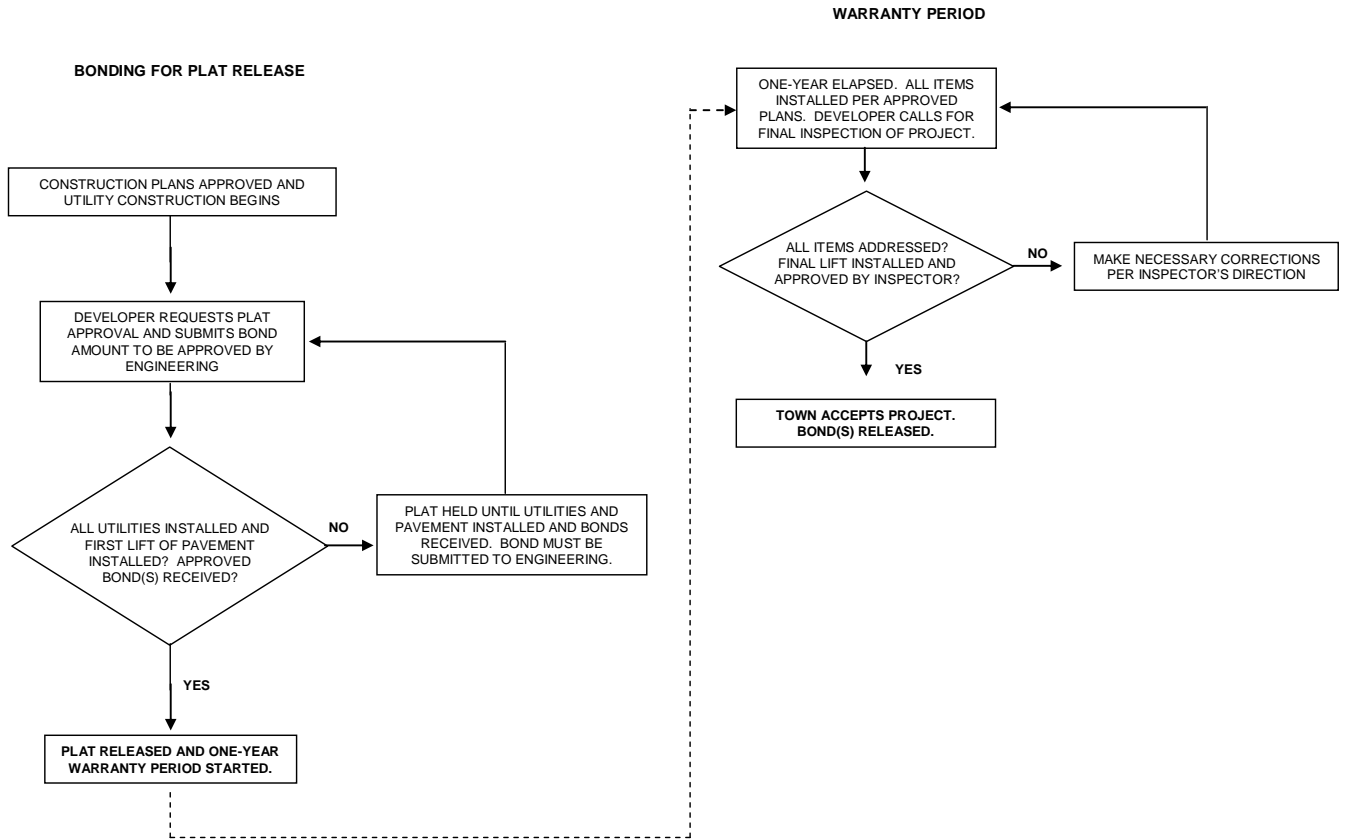 BONDING FOR PLAT RELEASE
CONSTRUCTION PLANS APPROVED AND
UTILITY CONSTRUCTION BEGINS
DEVELOPER REQUESTS PLAT
APPROVAL AND SUBMITS BOND
AMOUNT TO BE APPROVED BY
ENGINEERING
ALL UTILITIES INSTALLED AND
FIRST LIFT OF PAVEMENT
INSTALLED? APPROVED
BOND(S) RECEIVED?
NO
PLAT HELD UNTIL UTILITIES AND
PAVEMENT INSTALLED AND BONDS
RECEIVED. BOND MUST BE
SUBMITTED TO ENGINEERING.
YES
PLAT RELEASED AND ONE-YEAR
WARRANTY PERIOD STARTED.
WARRANTY PERIOD
ONE-YEAR ELAPSED. ALL ITEMS
INSTALLED PER APPROVED
PLANS. DEVELOPER CALLS FOR
FINAL INSPECTION OF PROJECT.
ALL ITEMS ADDRESSED?
FINAL LIFT INSTALLED AND
APPROVED BY INSPECTOR?
NO
MAKE NECESSARY CORRECTIONS
PER INSPECTOR'S DIRECTION
YES
TOWN ACCEPTS PROJECT.
BOND(S) RELEASED.